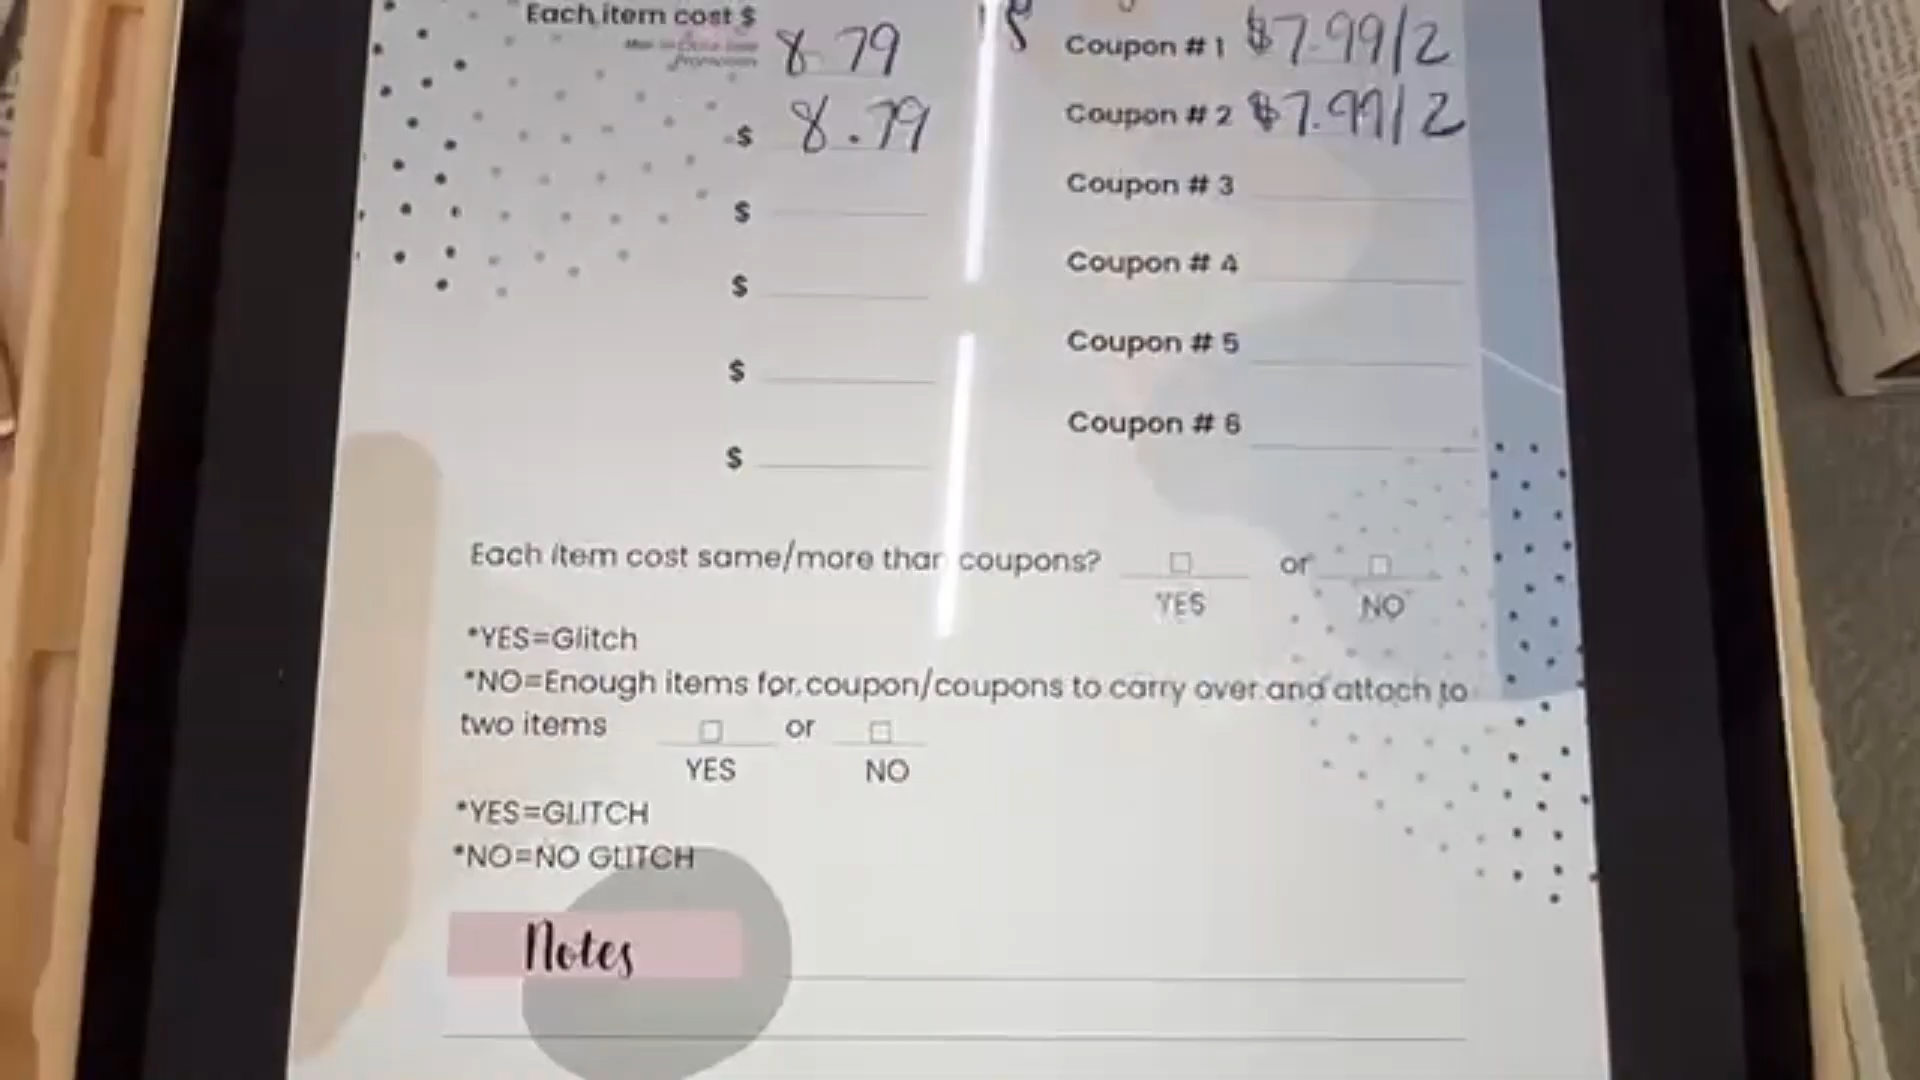 Each item cost $ 8.79
$ 8.79
$
$
$
$
Coupon # 1 $7.99/2
Coupon # 2 $7.99/2
Coupon # 3
Coupon # 4
Coupon # 5
Coupon # 6
Each item cost same/more than coupons? YES or NO
*YES=Glitch
*NO=Enough items for coupon/coupons to carry over and attach to
two items YES or NO
*YES=GLITCH
*NO=NO GLITCH
Notes